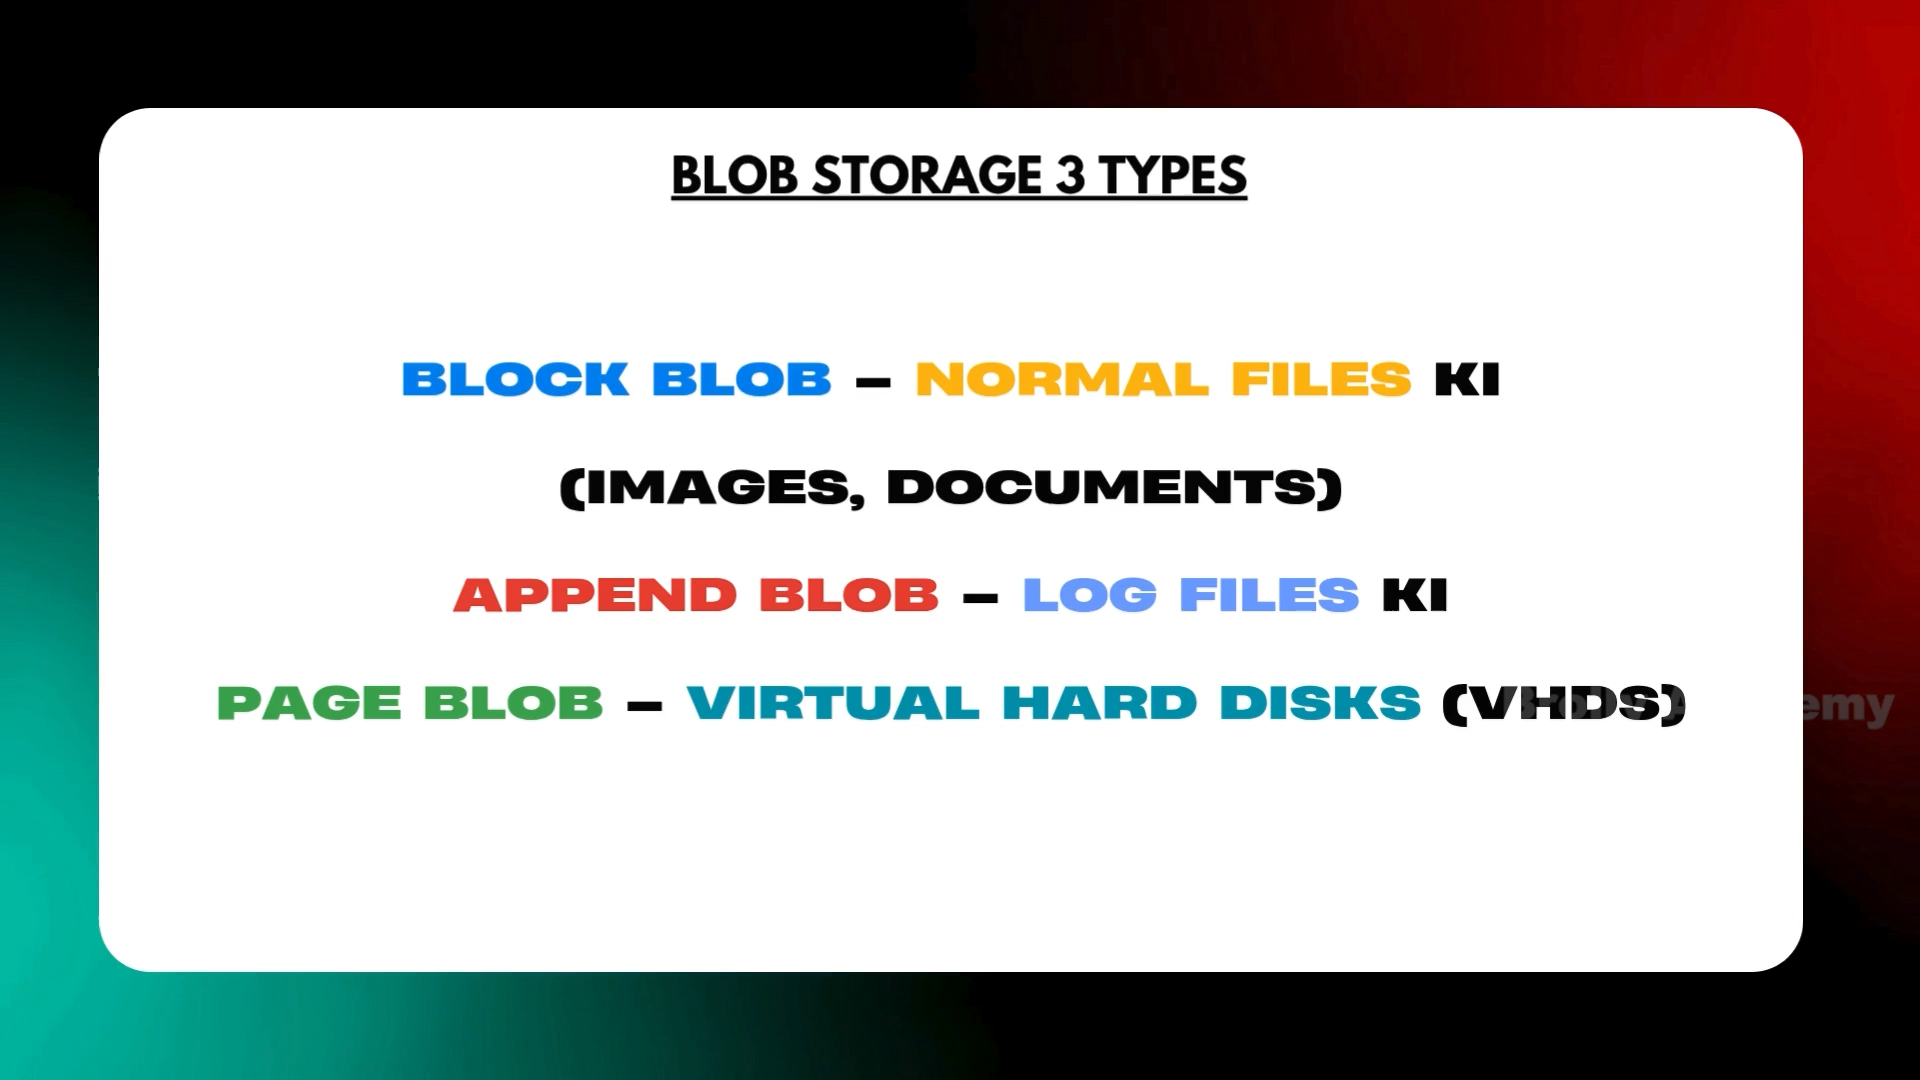 BLOB STORAGE 3 TYPES
BLOCK BLOB – NORMAL FILES KI
(IMAGES, DOCUMENTS)
APPEND BLOB – LOG FILES KI
PAGE BLOB – VIRTUAL HARD DISKS (VHDS)